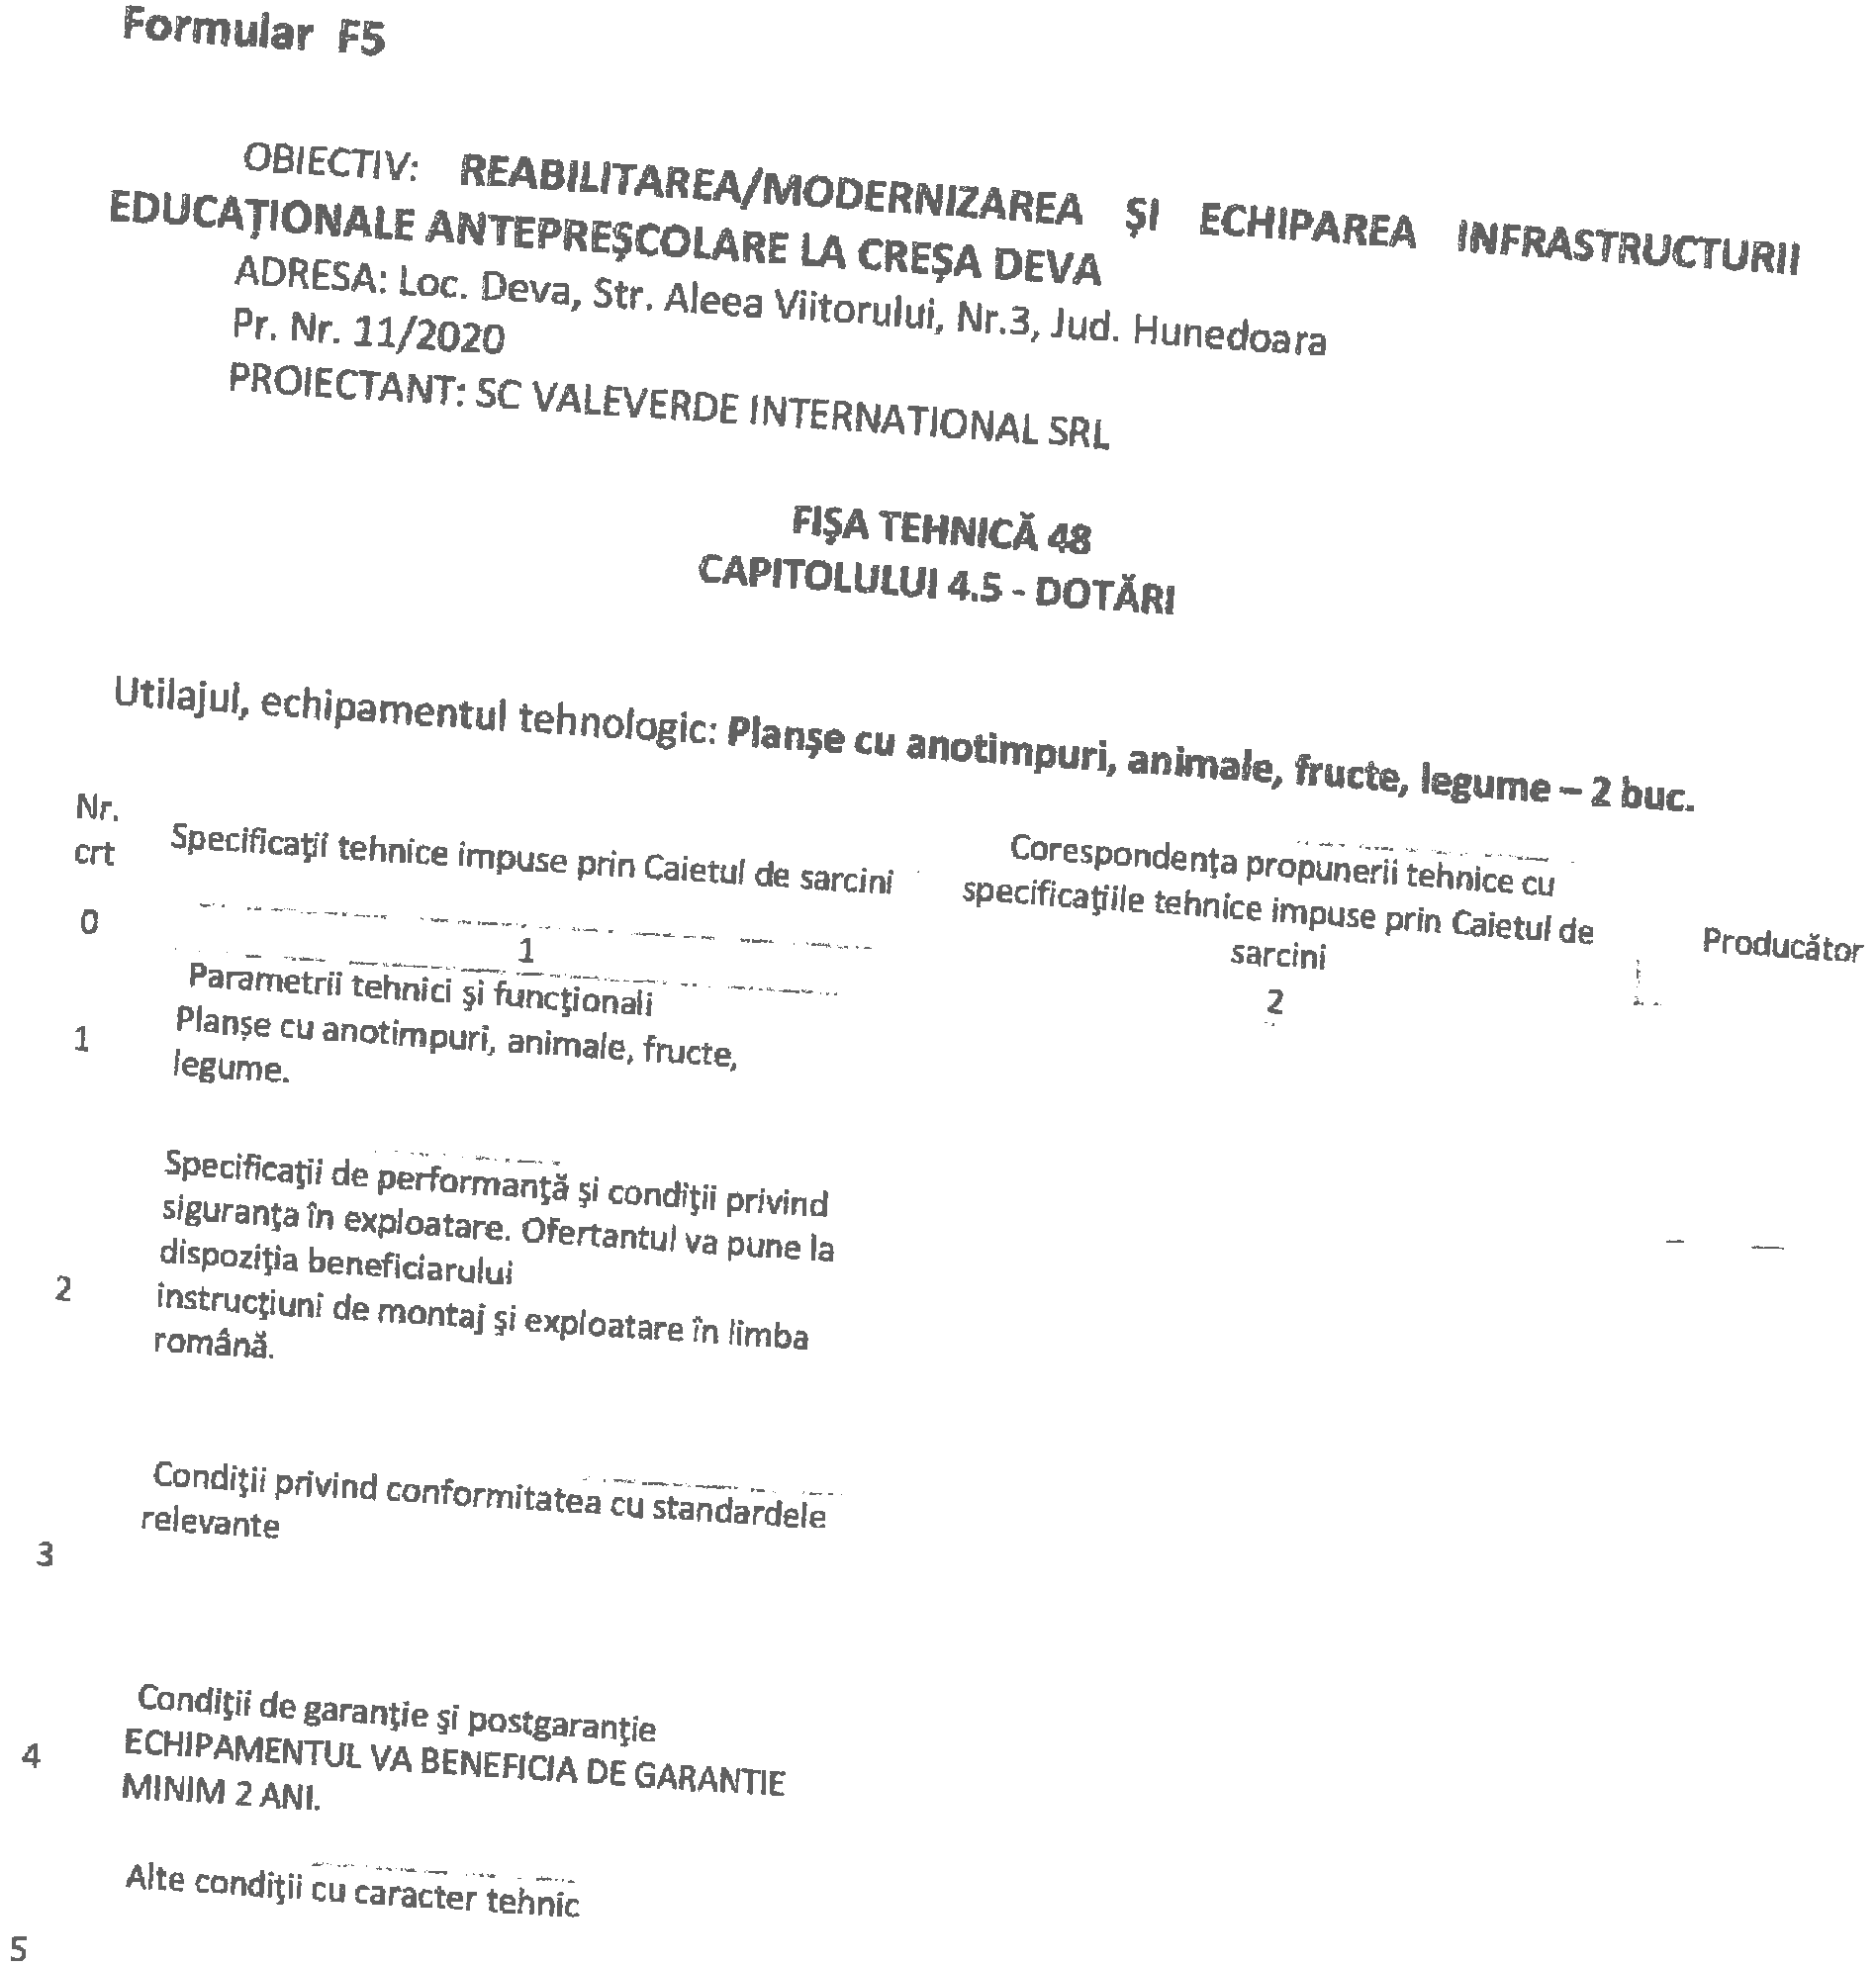 Formular F5
OBIECTIV: REABILITAREA/MODERNIZAREA ŞI ECHIPAREA INFRASTRUCTURII
EDUCAŢIONALE ANTEPREŞCOLARE LA CREŞA DEVA
ADRESA: Loc. Deva, Str. Aleea Viitorului, Nr.3, Jud. Hunedoara
Pr. Nr. 11/2020
PROIECTANT: SC VALEVERDE INTERNATIONAL SRL
FIŞA TEHNICĂ 48
CAPITOLULUI 4.5 - DOTĂRI
Utilajul, echipamentul tehnologic: Planşe cu anotimpuri, animale, fructe, legume – 2 buc.
Nr.
crt
Specificaţii tehnice impuse prin Caietul de sarcini
Corespondenţa propunerii tehnice cu
specificaţiile tehnice impuse prin Caietul de
sarcini
Producător
0
1
2
Parametrii tehnici şi funcţionali
1
Planşe cu anotimpuri, animale, fructe,
legume.
Specificaţii de performanţă şi condiţii privind
siguranţa în exploatare. Ofertantul va pune la
dispoziţia beneficiarului
2
instrucţiuni de montaj şi exploatare în limba
română.
Condiţii privind conformitatea cu standardele
relevante
3
Condiţii de garanţie şi postgaranţie
4
ECHIPAMENTUL VA BENEFICIA DE GARANTIE
MINIM 2 ANI.
Alte condiţii cu caracter tehnic
5